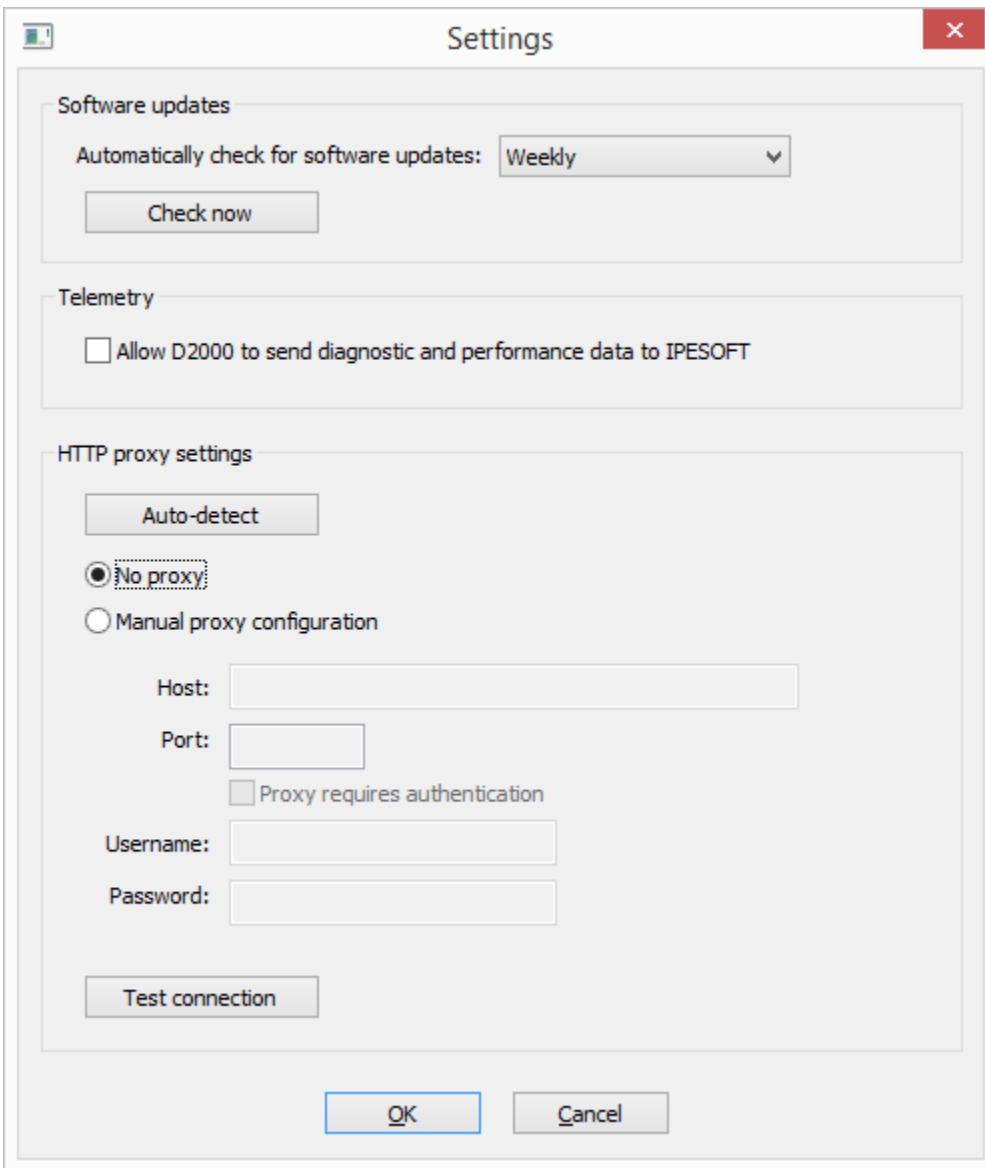 Settings
Software updates
Automatically check for software updates: Weekly
Check now
Telemetry
Allow D2000 to send diagnostic and performance data to IPESOFT
HTTP proxy settings
Auto-detect
No proxy
Manual proxy configuration
Host:
Port:
Proxy requires authentication
Username:
Password:
Test connection
OK Cancel